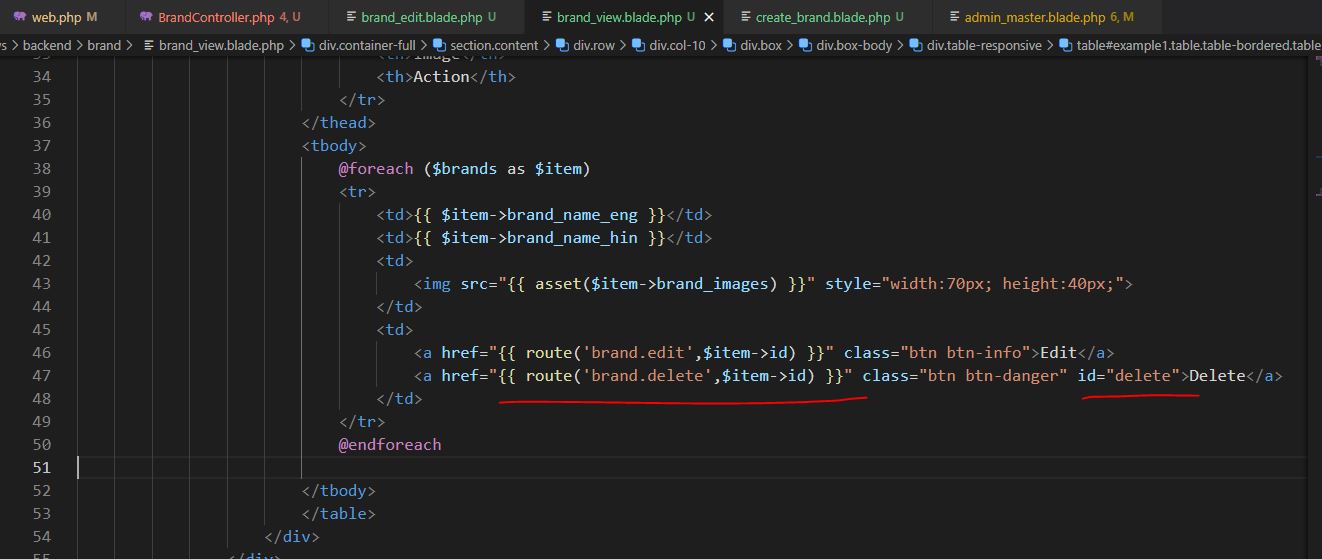 web.php M BrandController.php 4, U brand_edit.blade.php U brand_view.blade.php U create_brand.blade.php U admin_master.blade.php 6, M
s > backend > brand > brand_view.blade.php > div.container-full > section.content > div.row > div.col-10 > div.box > div.box-body > div.table-responsive > table#example1.table.table-bordered.table
33 <th>Image</th>
34 <th>Action</th>
35 </tr>
36 </thead>
37 <tbody>
38 @foreach ($brands as $item)
39 <tr>
40 <td>{{ $item->brand_name_eng }}</td>
41 <td>{{ $item->brand_name_hin }}</td>
42 <td>
43 <img src="{{ asset($item->brand_images) }}" style="width:70px; height:40px;">
44 </td>
45 <td>
46 <a href="{{ route('brand.edit',$item->id) }}" class="btn btn-info">Edit</a>
47 <a href="{{ route('brand.delete',$item->id) }}" class="btn btn-danger" id="delete">Delete</a>
48 </td>
49 </tr>
50 @endforeach
51
52 </tbody>
53 </table>
54 </div>
55 </div>